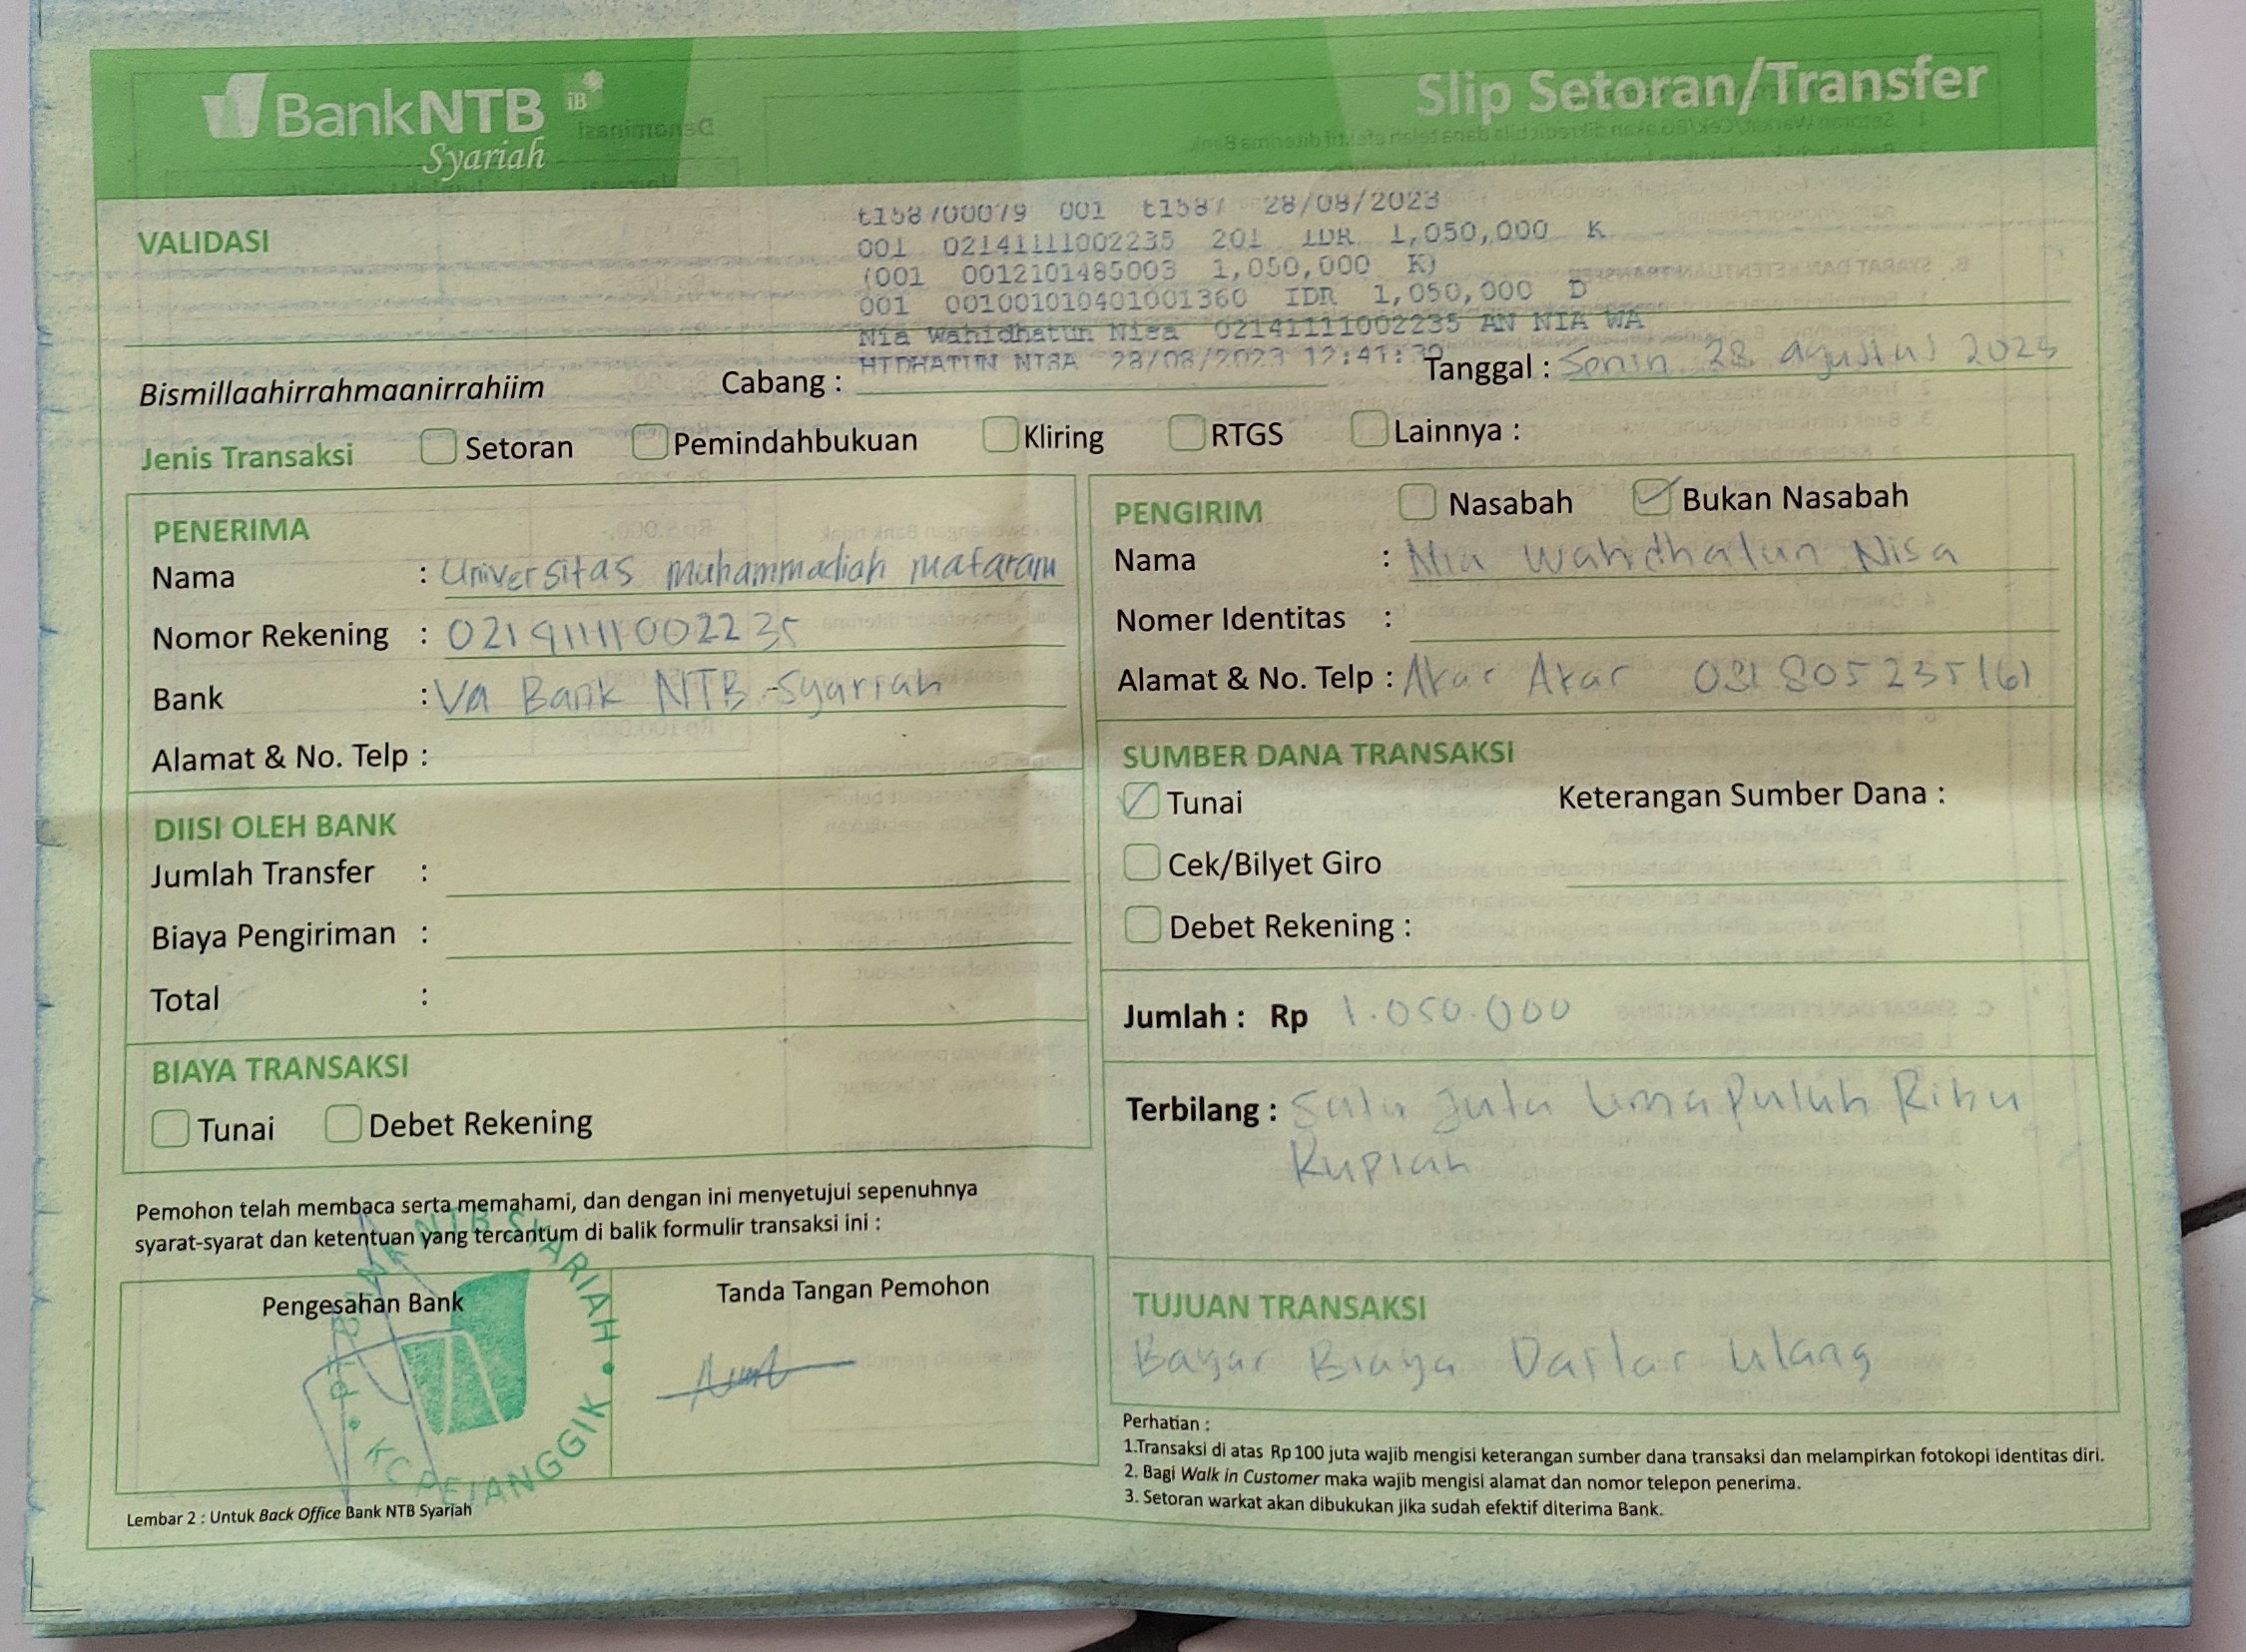 BankNTB iB
Syariah
Slip Setoran/Transfer
VALIDASI
t158700079 001 t1587 28/08/2023
001 02141111002235 201 IDR 1,050,000 K
(001 0012101485003 1,050,000 K)
001 001001010401001360 IDR 1,050,000 D
Nia Wahidhatun Nisa 02141111002235 AN NIA WA
HIDHATUN NISA 28/08/2023 12:41:39
Bismillaahirrahmaanirrahiim Cabang : Tanggal : Senin 28 agustus 2023
Jenis Transaksi Setoran Pemindahbukuan Kliring RTGS Lainnya :
PENERIMA
Nama : Universitas Muhammadiah Mataram
Nomor Rekening : 02141111002235
Bank : VA Bank NTB-Syariah
Alamat & No. Telp :
DIISI OLEH BANK
Jumlah Transfer :
Biaya Pengiriman :
Total :
BIAYA TRANSAKSI
Tunai Debet Rekening
Pemohon telah membaca serta memahami, dan dengan ini menyetujui sepenuhnya
syarat-syarat dan ketentuan yang tercantum di balik formulir transaksi ini :
Pengesahan Bank Tanda Tangan Pemohon
BANK NTB SYARIAH
KC PEJANGGIK
Lembar 2 : Untuk Back Office Bank NTB Syariah
PENGIRIM Nasabah Bukan Nasabah
Nama : Nia Wahidhatun Nisa
Nomer Identitas :
Alamat & No. Telp : Akar Akar
SUMBER DANA TRANSAKSI
Tunai Keterangan Sumber Dana :
Cek/Bilyet Giro
Debet Rekening :
Jumlah : Rp 1.050.000
Terbilang : Satu Juta Lima Puluh Ribu
Rupiah
TUJUAN TRANSAKSI
Bayar Biaya Daftar Ulang
Perhatian :
1.Transaksi di atas Rp100 juta wajib mengisi keterangan sumber dana transaksi dan melampirkan fotokopi identitas diri.
2. Bagi Walk in Customer maka wajib mengisi alamat dan nomor telepon penerima.
3. Setoran warkat akan dibukukan jika sudah efektif diterima Bank.